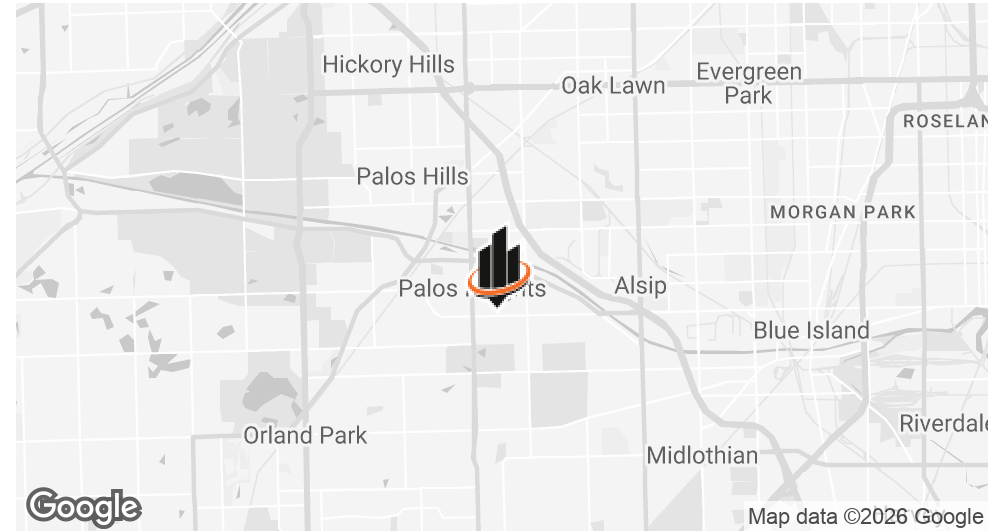 Hickory Hills
Oak Lawn
Evergreen
Park
ROSELAN
Palos Hills
MORGAN PARK
Palos H
hts
Alsip
Blue Island
Riverdale
Orland Park
Midlothian
Google
Map data ©2026 Google